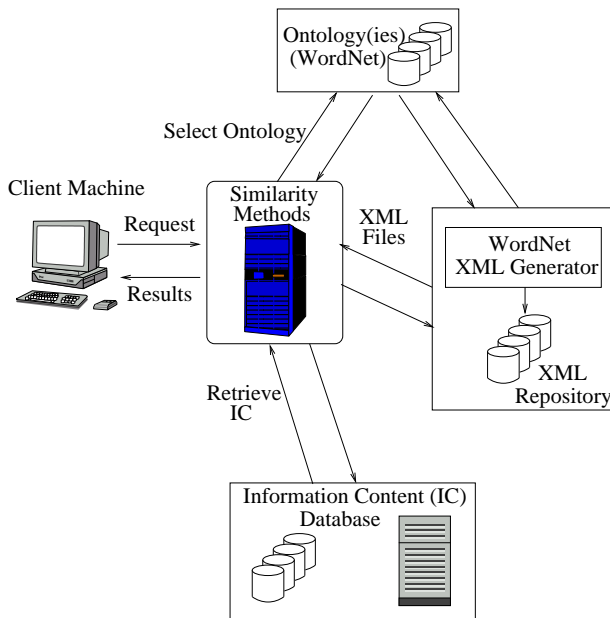 Ontology(ies)
(WordNet)
Select Ontology
Client Machine
Similarity
Methods
Request
Results
XML
Files
WordNet
XML Generator
XML
Repository
Retrieve
IC
Information Content (IC)
Database